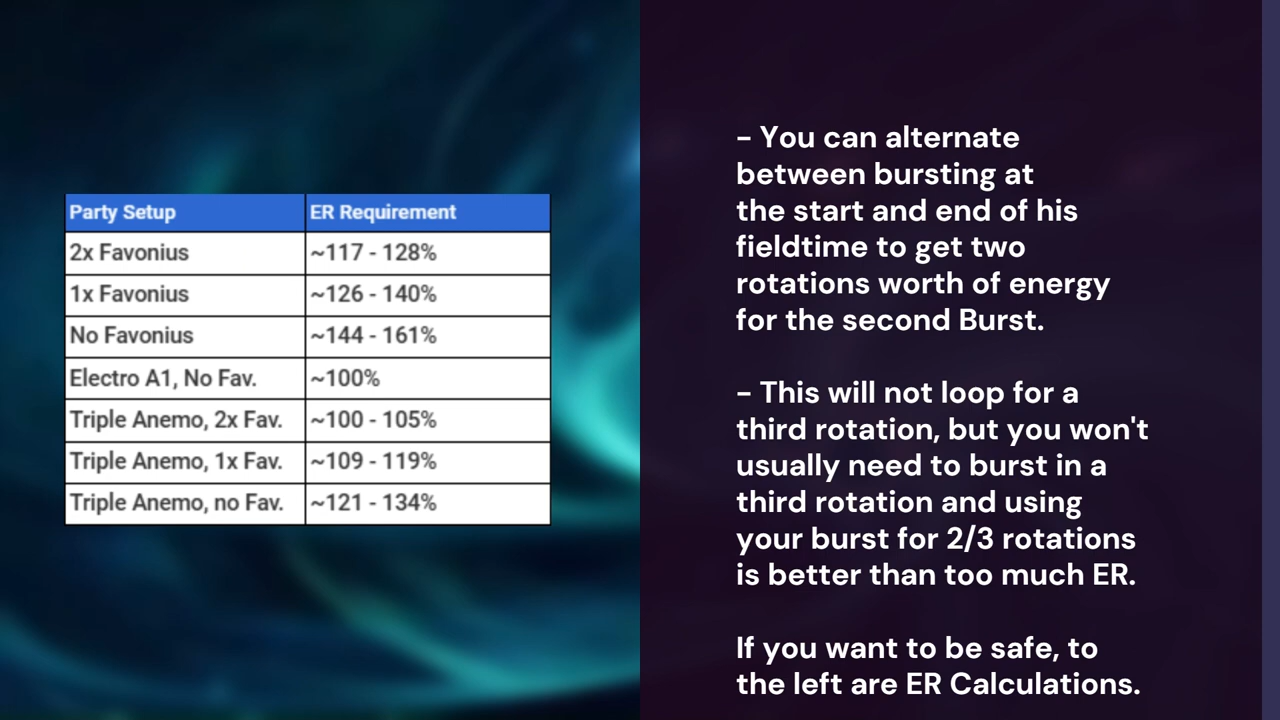 Party Setup ER Requirement
2x Favonius ~117 - 128%
1x Favonius ~126 - 140%
No Favonius ~144 - 161%
Electro A1, No Fav. ~100%
Triple Anemo, 2x Fav. ~100 - 105%
Triple Anemo, 1x Fav. ~109 - 119%
Triple Anemo, no Fav. ~121 - 134%
- You can alternate
between bursting at
the start and end of his
fieldtime to get two
rotations worth of energy
for the second Burst.
- This will not loop for a
third rotation, but you won't
usually need to burst in a
third rotation and using
your burst for 2/3 rotations
is better than too much ER.
If you want to be safe, to
the left are ER Calculations.